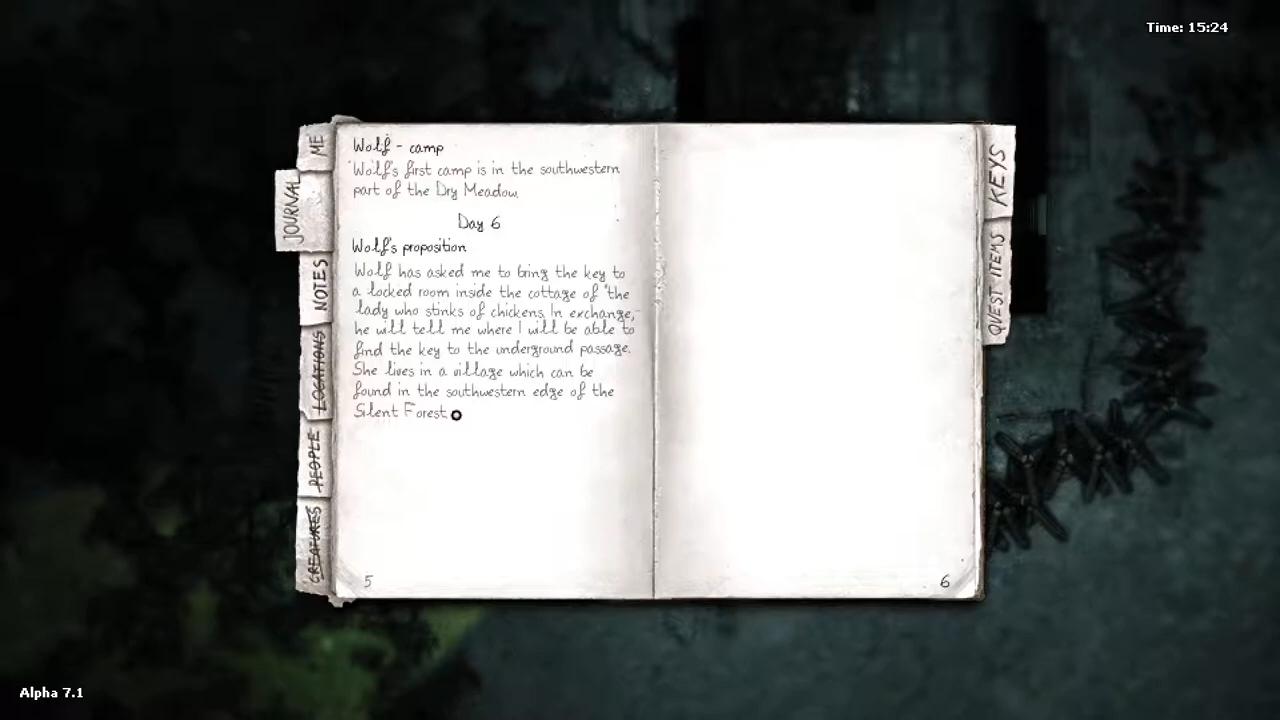 Time: 15:24
Wolf - camp
Wolf's first camp is in the southwestern
part of the Dry Meadow.
Day 6
Wolf's proposition
Wolf has asked me to bring the key to
a locked room inside the cottage of "the
lady who stinks of chickens. In exchange,
he will tell me where I will be able to
find the key to the underground passage.
She lives in a village which can be
found in the southwestern edge of the
Silent Forest.
5
6
ME
JOURNAL
NOTES
LOCATIONS
PEOPLE
CREATURES
KEYS
QUEST ITEMS
Alpha 7.1